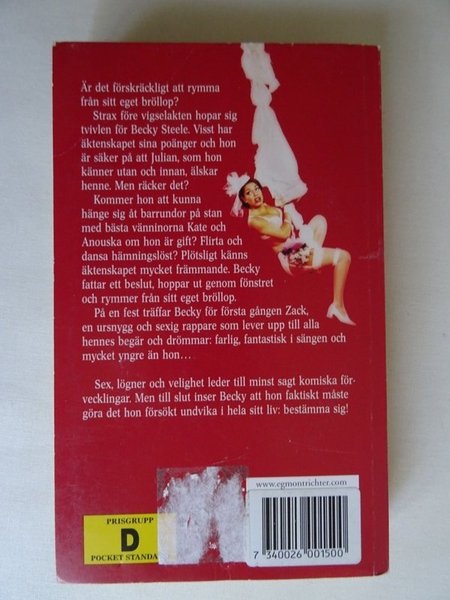 Är det förskräckligt att rymma
från sitt eget bröllop?
Strax före vigselakten hopar sig
tvivlen för Becky Steele. Visst har
äktenskapet sina poänger och hon
är säker på att Julian, som hon
känner utan och innan, älskar
henne. Men räcker det?
Kommer hon att kunna
hänge sig åt barrundor på stan
med bästa vänninorna Kate och
Anouska om hon är gift? Flirta och
dansa hämningslöst? Plötsligt känns
äktenskapet mycket främmande. Becky
fattar ett beslut, hoppar ut genom fönstret
och rymmer från sitt eget bröllop.
På en fest träffar Becky för första gången Zack,
en ursnygg och sexig rappare som lever upp till alla
hennes begär och drömmar: farlig, fantastisk i sängen och
mycket yngre än hon…
Sex, lögner och velighet leder till minst sagt komiska för-
vecklingar. Men till slut inser Becky att hon faktiskt måste
göra det hon försökt undvika i hela sitt liv: bestämma sig!
www.egmontrichter.com
PRISGRUPP
D
POCKET STANDA
7 340026 001500